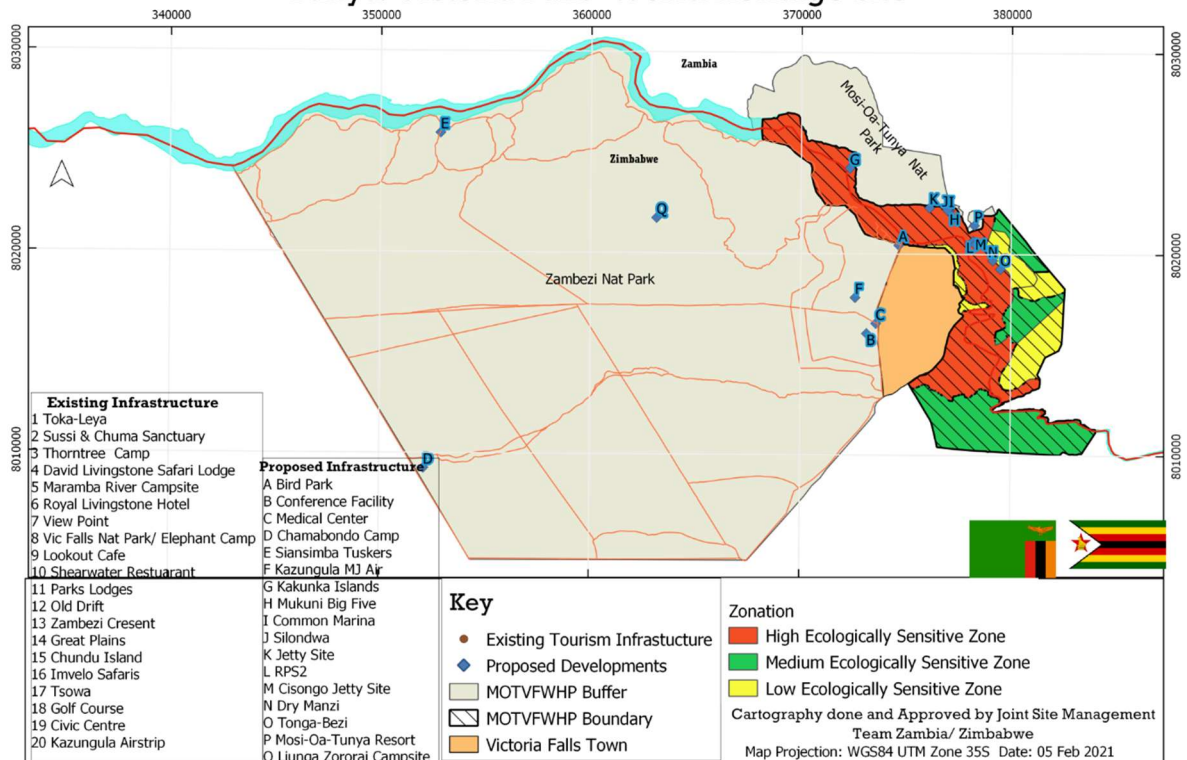 340000
350000
360000
370000
380000
8030000
8030000
Zambia
Mosi-Oa-Tunya Nat
Park
E
Zimbabwe
G
Q
K J I
H
P
A
L M N
O
8020000
8020000
Zambezi Nat Park
F
C
B
8010000
8010000
D
Existing Infrastructure
1 Toka-Leya
2 Sussi & Chuma Sanctuary
3 Thorntree Camp
4 David Livingstone Safari Lodge
5 Maramba River Campsite
6 Royal Livingstone Hotel
7 View Point
8 Vic Falls Nat Park/ Elephant Camp
9 Lookout Cafe
10 Shearwater Restuarant
11 Parks Lodges
12 Old Drift
13 Zambezi Cresent
14 Great Plains
15 Chundu Island
16 Imvelo Safaris
17 Tsowa
18 Golf Course
19 Civic Centre
20 Kazungula Airstrip
Proposed Infrastructure
A Bird Park
B Conference Facility
C Medical Center
D Chamabondo Camp
E Siansimba Tuskers
F Kazungula MJ Air
G Kakunka Islands
H Mukuni Big Five
I Common Marina
J Silondwa
K Jetty Site
L RPS2
M Cisongo Jetty Site
N Dry Manzi
O Tonga-Bezi
P Mosi-Oa-Tunya Resort
Zororai Campsite
Key
Existing Tourism Infrastucture
Proposed Developments
MOTVFWHP Buffer
MOTVFWHP Boundary
Victoria Falls Town
Zonation
High Ecologically Sensitive Zone
Medium Ecologically Sensitive Zone
Low Ecologically Sensitive Zone
Cartography done and Approved by Joint Site Management
Team Zambia/ Zimbabwe
Map Projection: WGS84 UTM Zone 35S Date: 05 Feb 2021